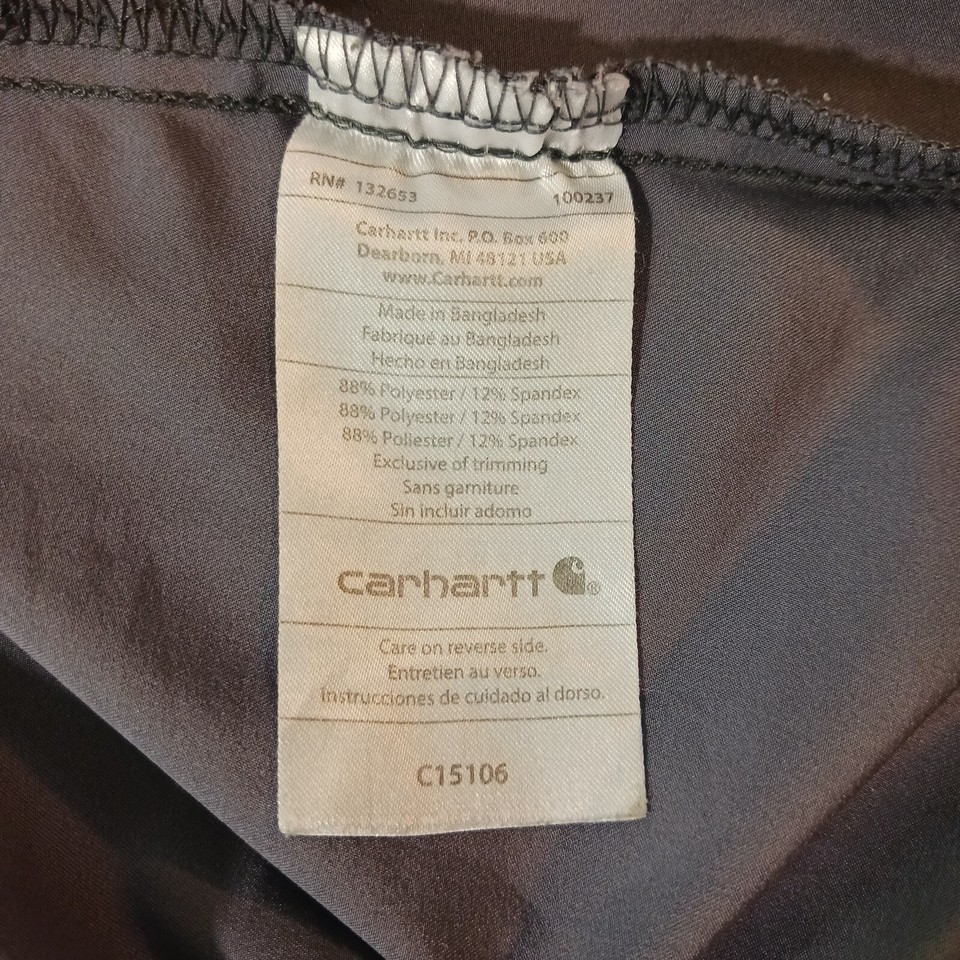 RN# 132653 100237
Carhartt Inc. P.O. Box 600
Dearborn, MI 48121 USA
www.Carhartt.com
Made in Bangladesh
Fabriqué au Bangladesh
Hecho en Bangladesh
88% Polyester / 12% Spandex
88% Polyester / 12% Spandex
88% Poliester / 12% Spandex
Exclusive of trimming
Sans garniture
Sin incluir adorno
carhartt ®
Care on reverse side.
Entretien au verso.
Instrucciones de cuidado al dorso.
C15106